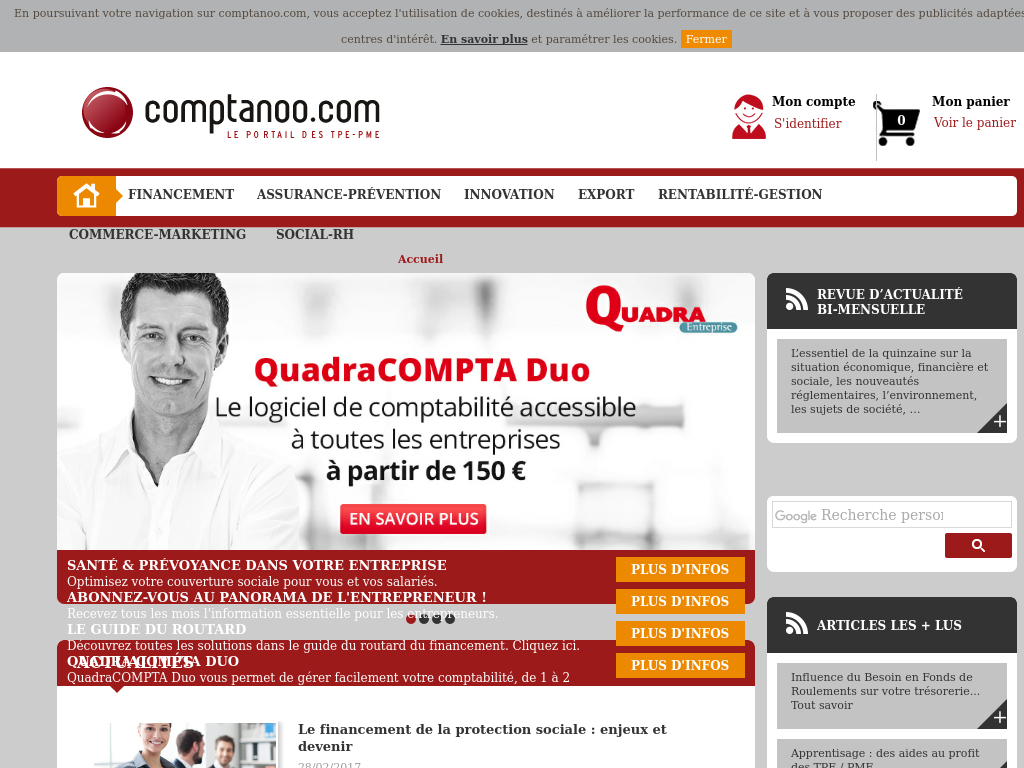 En poursuivant votre navigation sur comptanoo.com, vous acceptez l'utilisation de cookies, destinés à améliorer la performance de ce site et à vous proposer des publicités adaptées
centres d'intérêt. En savoir plus et paramétrer les cookies. Fermer
comptanoo.com
LE PORTAIL DES TPE-PME
Mon compte
S'identifier
0
Mon panier
Voir le panier
FINANCEMENT ASSURANCE-PRÉVENTION INNOVATION EXPORT RENTABILITÉ-GESTION
COMMERCE-MARKETING SOCIAL-RH
Accueil
QUADRA
Entreprise
QuadraCOMPTA Duo
Le logiciel de comptabilité accessible
à toutes les entreprises
à partir de 150 €
EN SAVOIR PLUS
SANTÉ & PRÉVOYANCE DANS VOTRE ENTREPRISE
Optimisez votre couverture sociale pour vous et vos salariés.
PLUS D'INFOS
ABONNEZ-VOUS AU PANORAMA DE L'ENTREPRENEUR !
Recevez tous les mois l'information essentielle pour les entrepreneurs.
PLUS D'INFOS
LE GUIDE DU ROUTARD
Découvrez toutes les solutions dans le guide du routard du financement. Cliquez ici.
PLUS D'INFOS
QUADRACOMPTA DUO
QuadraCOMPTA Duo vous permet de gérer facilement votre comptabilité, de 1 à 2
PLUS D'INFOS
ACTUALITÉS
Le financement de la protection sociale : enjeux et
devenir
28/02/2017
REVUE D’ACTUALITÉ
BI-MENSUELLE
L’essentiel de la quinzaine sur la
situation économique, financière et
sociale, les nouveautés
réglementaires, l’environnement,
les sujets de société, …
Google Recherche perso
ARTICLES LES + LUS
Influence du Besoin en Fonds de
Roulements sur votre trésorerie...
Tout savoir
Apprentisage : des aides au profit
des TPE / PME